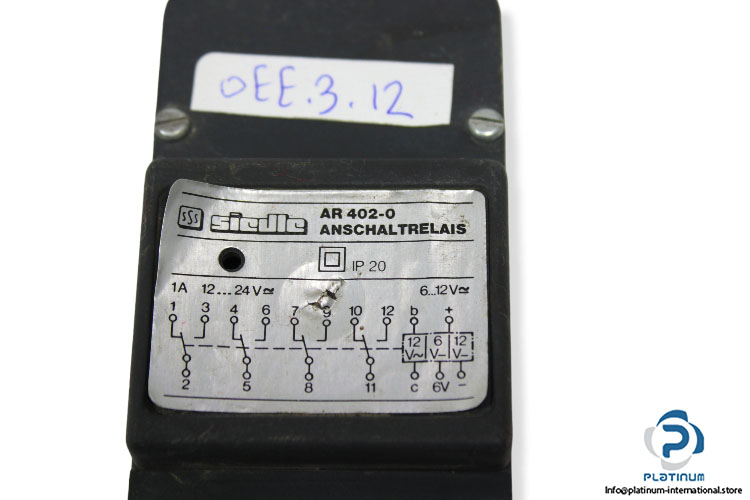 OEE.3.12
SSS siedle AR 402-0
ANSCHALTRELAIS
IP 20
1A 12...24V≃ 6...12V≃
1 3 4 6 7 9 10 12 b +
12 V~ 6 V– 12 V–
2 5 8 11 c 6V –
PLATINUM
Info@platinum-international.store